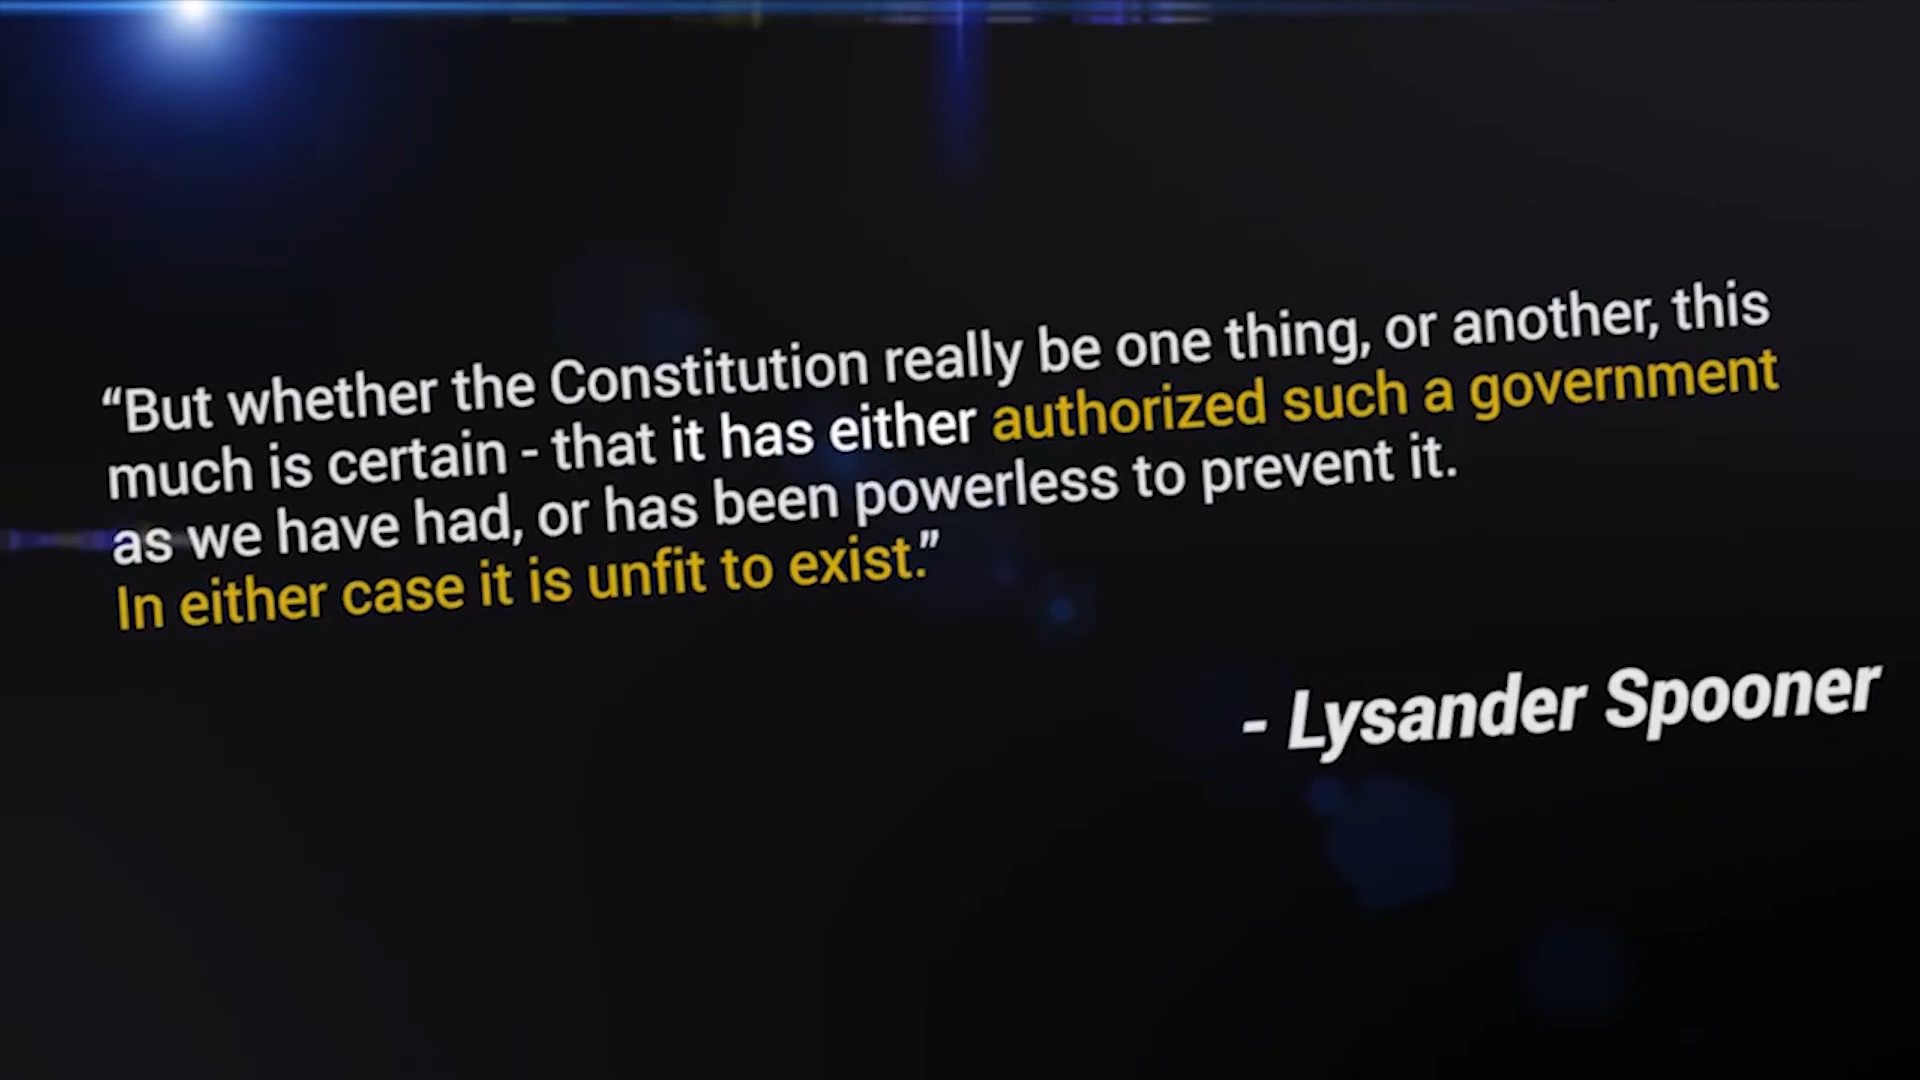 “But whether the Constitution really be one thing, or another, this
much is certain - that it has either authorized such a government
as we have had, or has been powerless to prevent it.
In either case it is unfit to exist.”
- Lysander Spooner